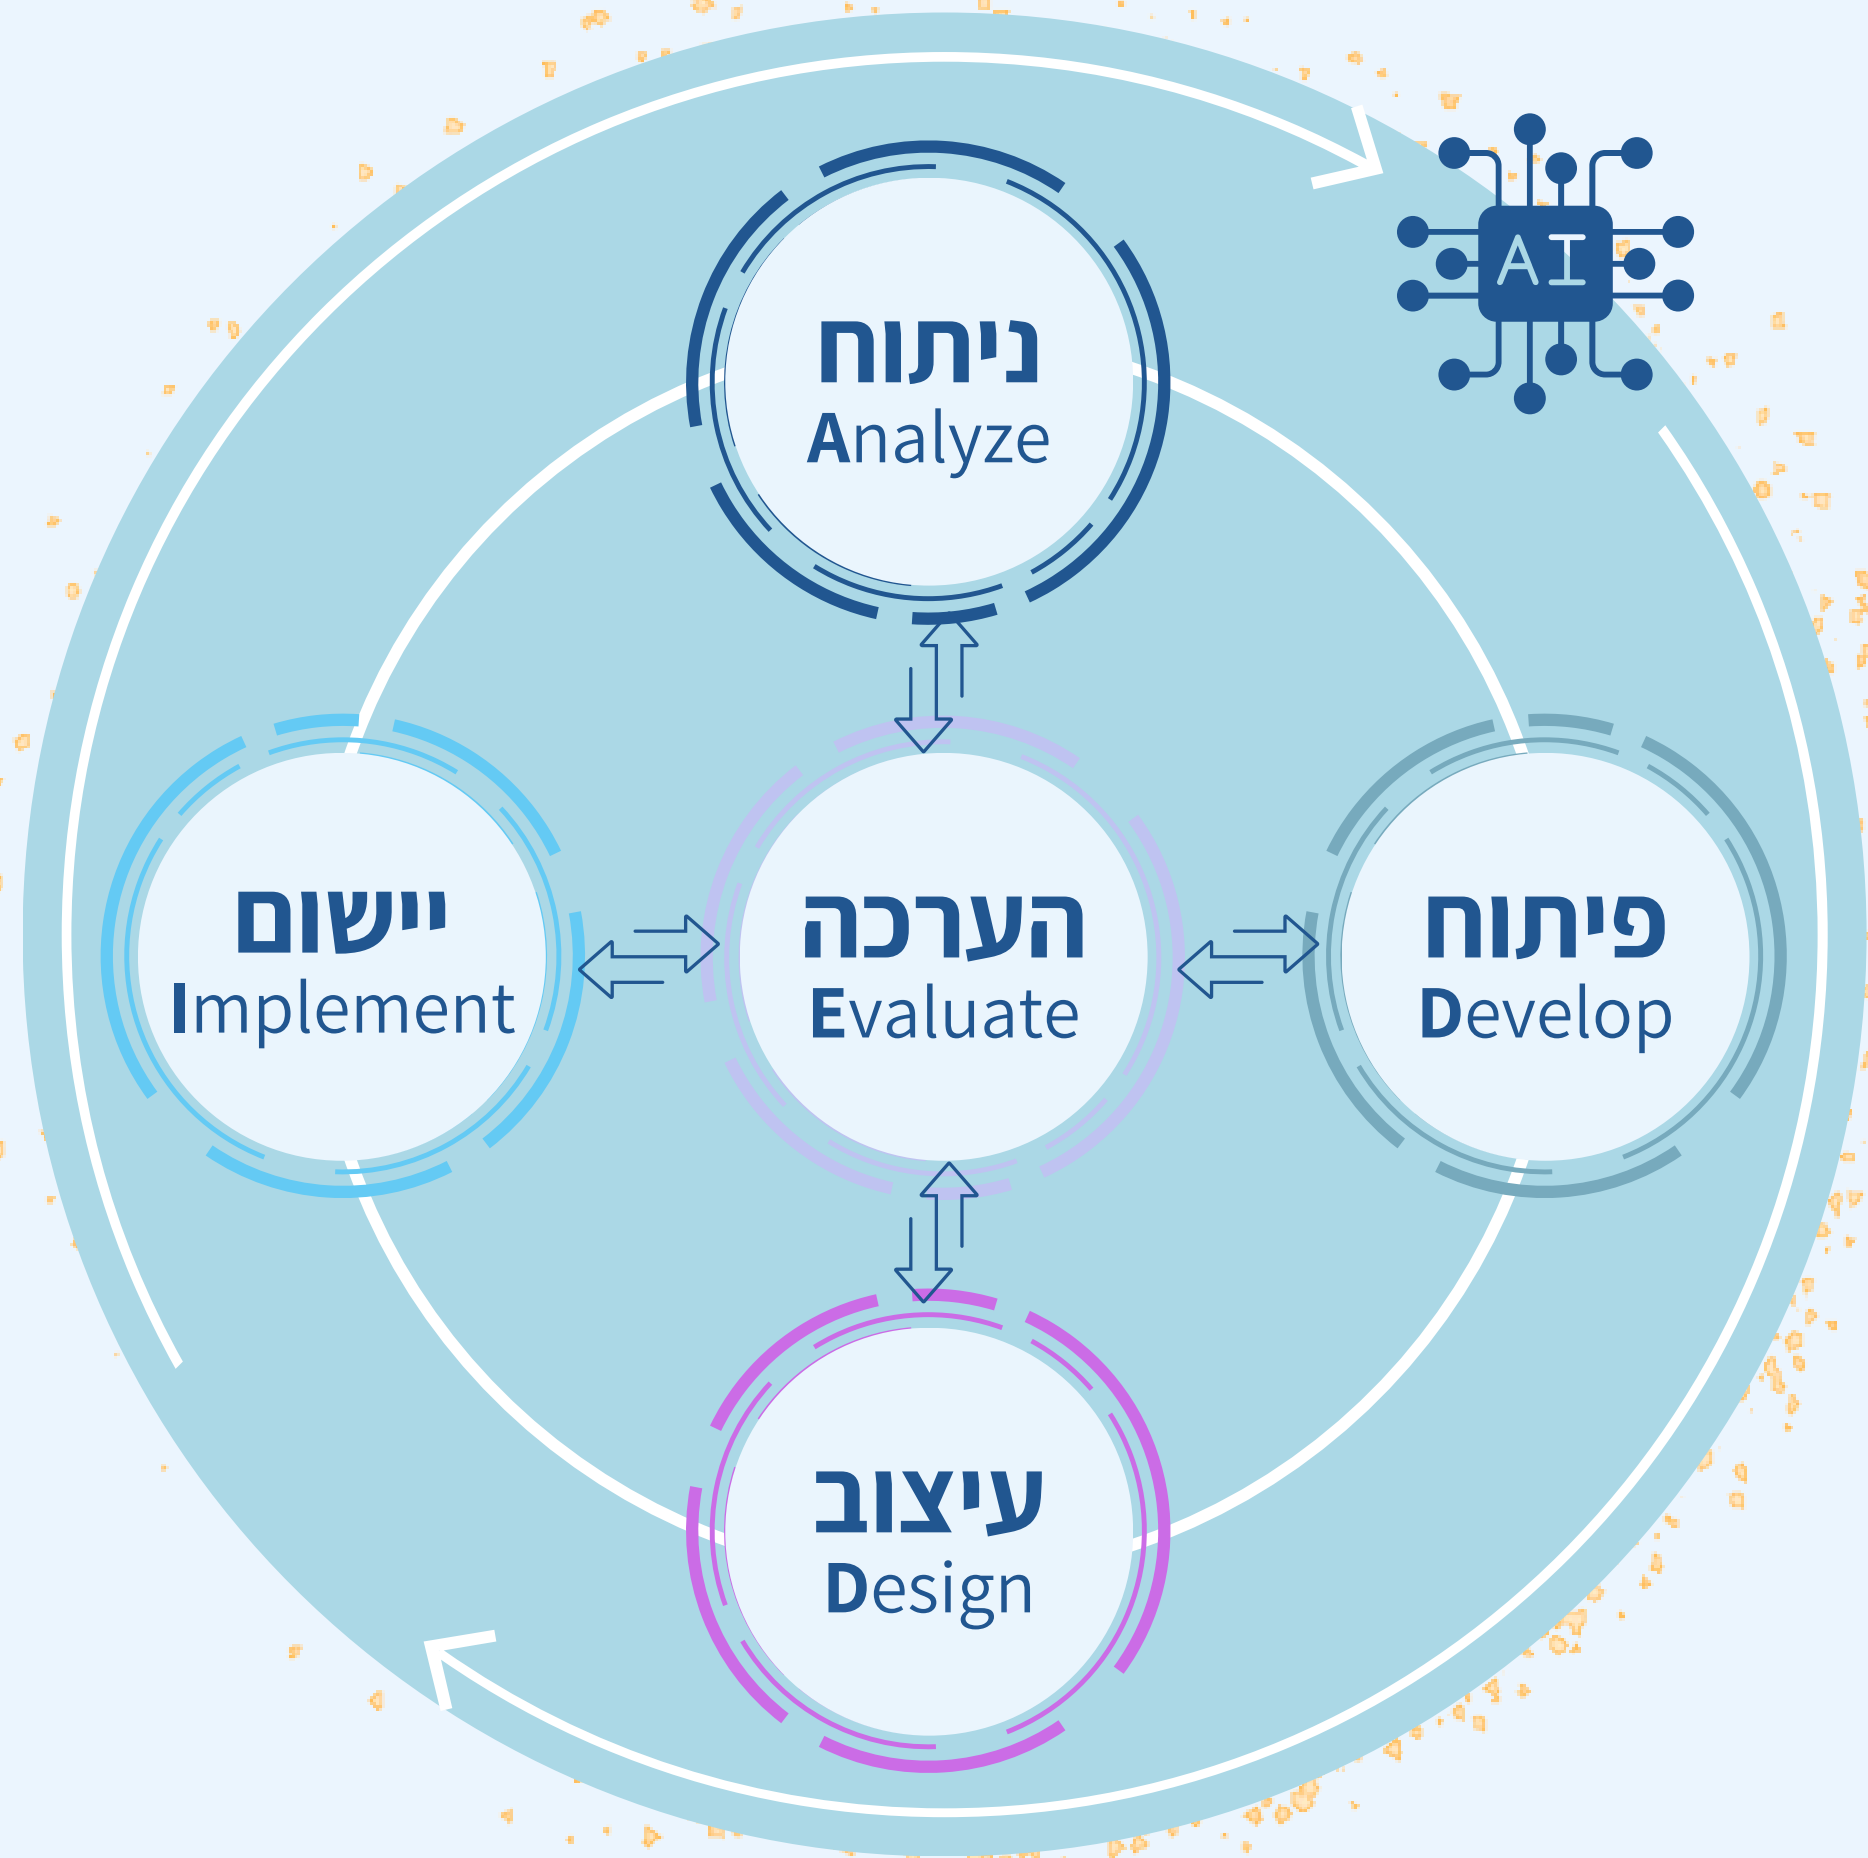 AI
ניתוח
Analyze
יישום
Implement
הערכה
Evaluate
פיתוח
Develop
עיצוב
Design